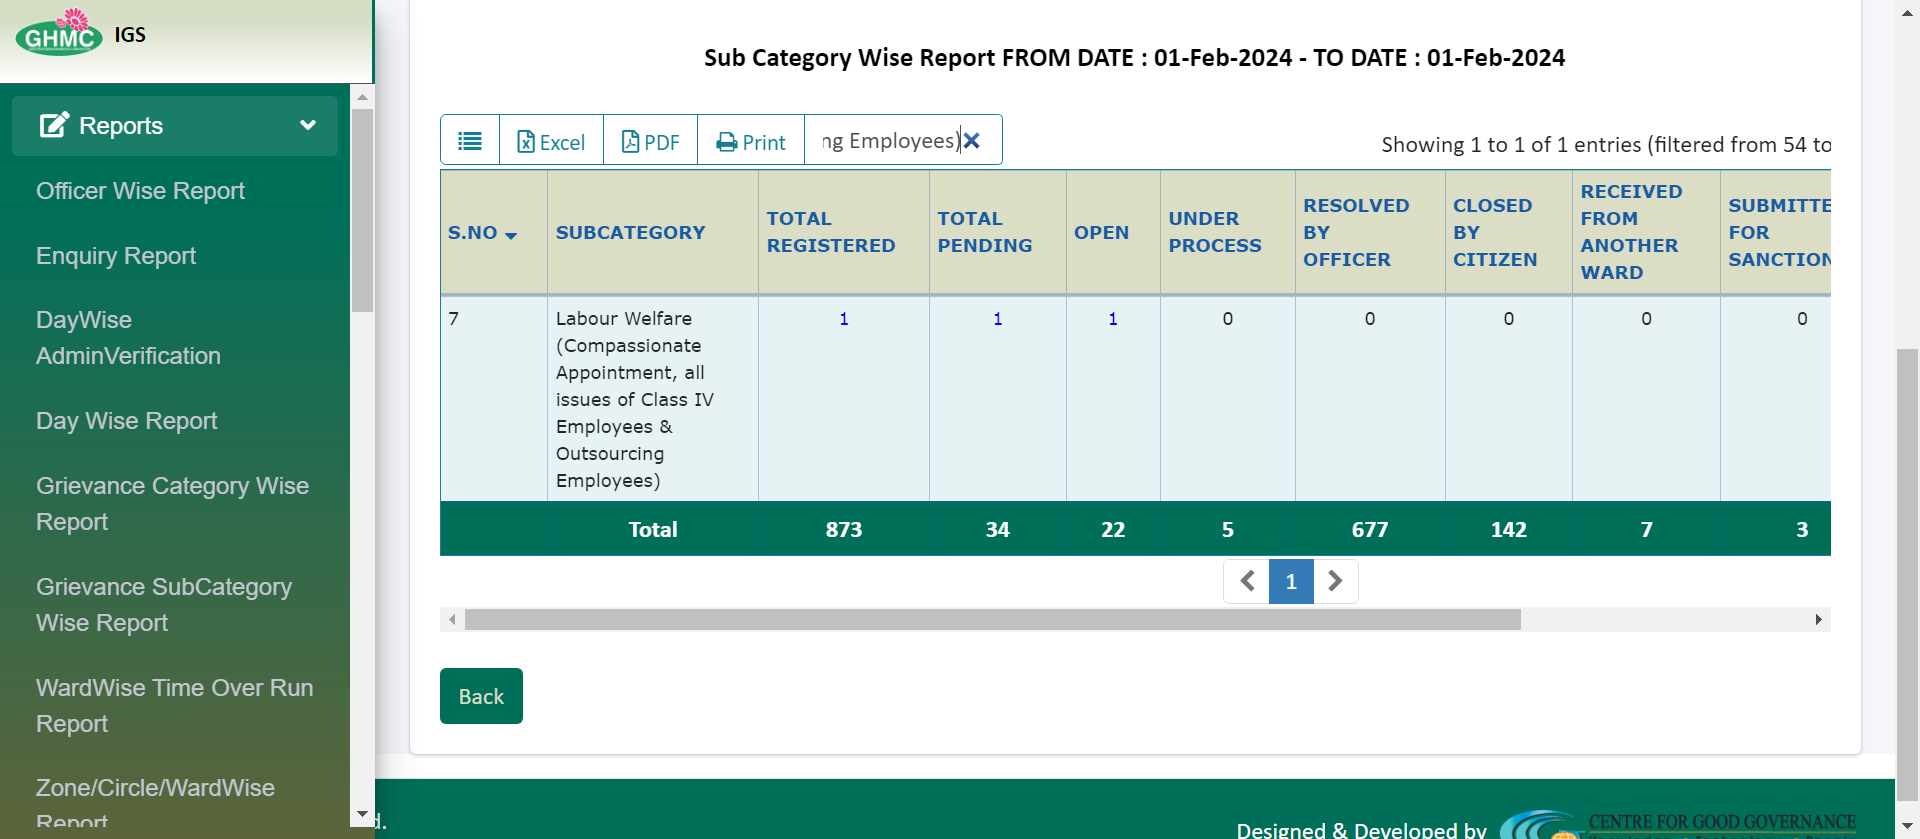 GHMC
IGS
Reports
Officer Wise Report
Enquiry Report
DayWise
AdminVerification
Day Wise Report
Grievance Category Wise
Report
Grievance SubCategory
Wise Report
WardWise Time Over Run
Report
Zone/Circle/WardWise
Report
Sub Category Wise Report FROM DATE : 01-Feb-2024 - TO DATE : 01-Feb-2024
Excel PDF Print ng Employees)
Showing 1 to 1 of 1 entries (filtered from 54 to
S.NO SUBCATEGORY TOTAL REGISTERED TOTAL PENDING OPEN UNDER PROCESS RESOLVED BY OFFICER CLOSED BY CITIZEN RECEIVED FROM ANOTHER WARD SUBMITTE FOR SANCTION
7 Labour Welfare 1 1 1 0 0 0 0 0
(Compassionate
Appointment, all
issues of Class IV
Employees &
Outsourcing
Employees)
Total 873 34 22 5 677 142 7 3
1
Back
d.
Designed & Developed by
CENTRE FOR GOOD GOVERNANCE